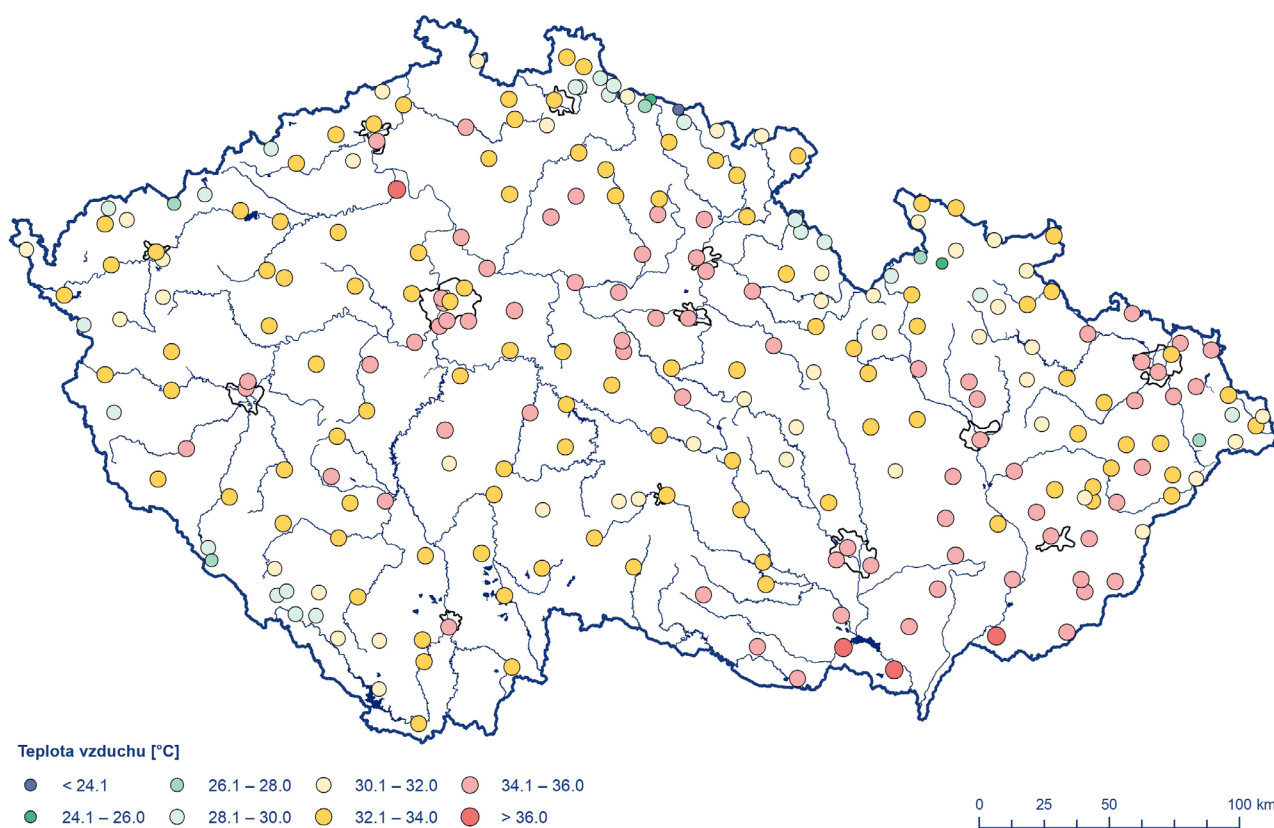 Teplota vzduchu [°C]
< 24.1
26.1 – 28.0
30.1 – 32.0
34.1 – 36.0
24.1 – 26.0
28.1 – 30.0
32.1 – 34.0
> 36.0
0 25 50 100 km